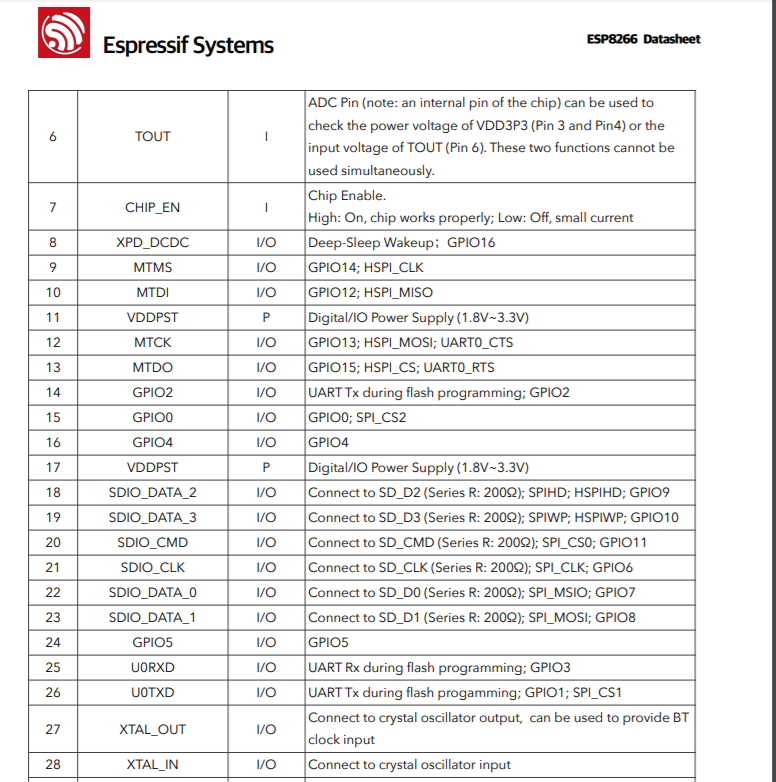 Espressif Systems
ESP8266 Datasheet
6 TOUT I ADC Pin (note: an internal pin of the chip) can be used to
check the power voltage of VDD3P3 (Pin 3 and Pin4) or the
input voltage of TOUT (Pin 6). These two functions cannot be
used simultaneously.
7 CHIP_EN I Chip Enable.
High: On, chip works properly; Low: Off, small current
8 XPD_DCDC I/O Deep-Sleep Wakeup；GPIO16
9 MTMS I/O GPIO14; HSPI_CLK
10 MTDI I/O GPIO12; HSPI_MISO
11 VDDPST P Digital/IO Power Supply (1.8V~3.3V)
12 MTCK I/O GPIO13; HSPI_MOSI; UART0_CTS
13 MTDO I/O GPIO15; HSPI_CS; UART0_RTS
14 GPIO2 I/O UART Tx during flash programming; GPIO2
15 GPIO0 I/O GPIO0; SPI_CS2
16 GPIO4 I/O GPIO4
17 VDDPST P Digital/IO Power Supply (1.8V~3.3V)
18 SDIO_DATA_2 I/O Connect to SD_D2 (Series R: 200Ω); SPIHD; HSPIHD; GPIO9
19 SDIO_DATA_3 I/O Connect to SD_D3 (Series R: 200Ω); SPIWP; HSPIWP; GPIO10
20 SDIO_CMD I/O Connect to SD_CMD (Series R: 200Ω); SPI_CS0; GPIO11
21 SDIO_CLK I/O Connect to SD_CLK (Series R: 200Ω); SPI_CLK; GPIO6
22 SDIO_DATA_0 I/O Connect to SD_D0 (Series R: 200Ω); SPI_MSIO; GPIO7
23 SDIO_DATA_1 I/O Connect to SD_D1 (Series R: 200Ω); SPI_MOSI; GPIO8
24 GPIO5 I/O GPIO5
25 U0RXD I/O UART Rx during flash programming; GPIO3
26 U0TXD I/O UART Tx during flash progamming; GPIO1; SPI_CS1
27 XTAL_OUT I/O Connect to crystal oscillator output, can be used to provide BT
clock input
28 XTAL_IN I/O Connect to crystal oscillator input